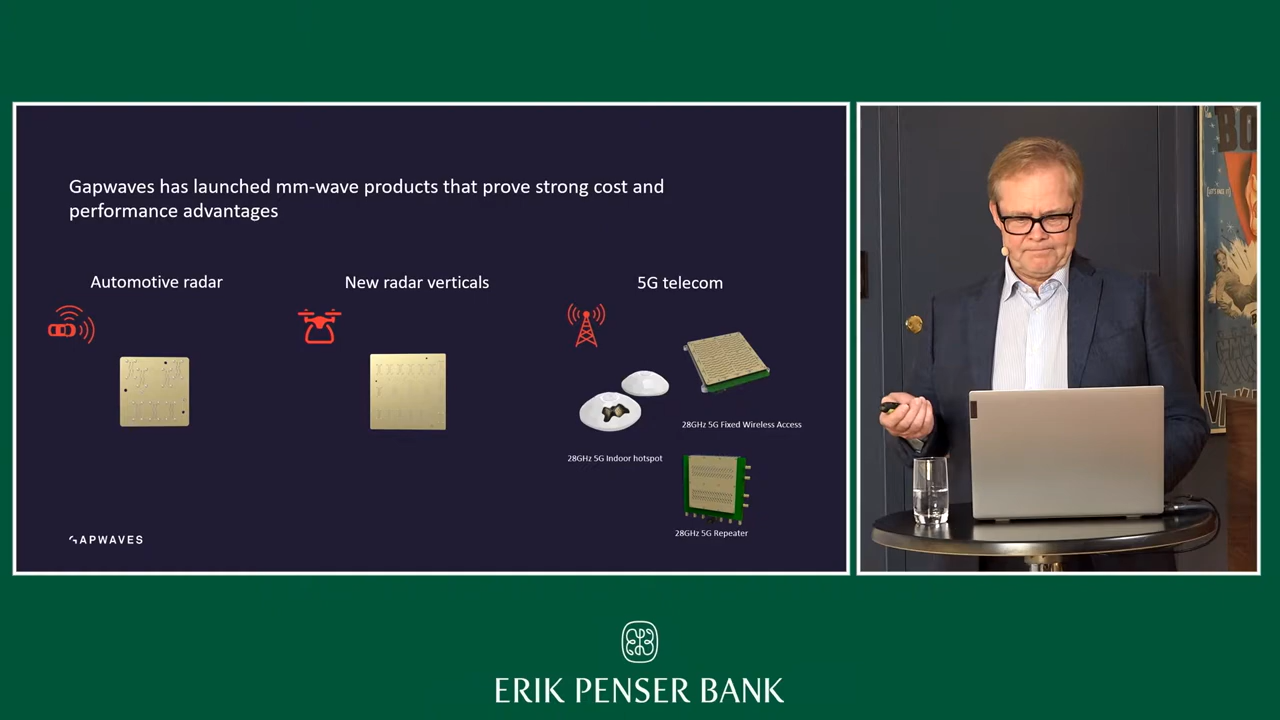 Gapwaves has launched mm-wave products that prove strong cost and
performance advantages
Automotive radar
New radar verticals
5G telecom
28GHz 5G Fixed Wireless Access
28GHz 5G Indoor hotspot
28GHz 5G Repeater
GAPWAVES
BO
ERIK PENSER BANK